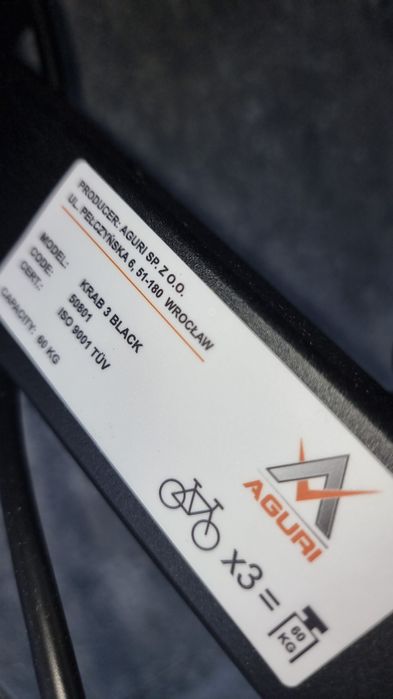 PRODUCER: AGURI SP. Z O.O.
UL. PEŁCZYŃSKA 6, 51-180 WROCŁAW
MODEL: KRAB 3 BLACK
CODE: 50801
CERT.: ISO 9001 TÜV
CAPACITY: 60 KG
AGURI
x3 =
60
KG